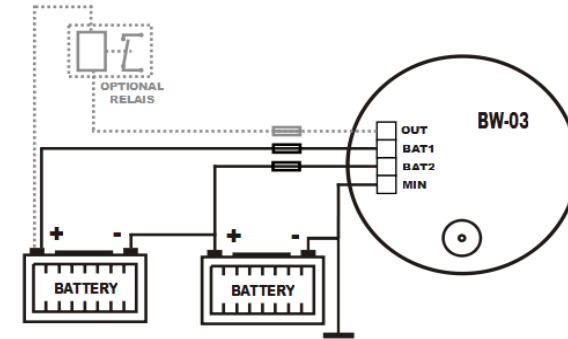 OPTIONAL
RELAIS
BW-03
OUT
BAT1
BAT2
MIN
+ -
+ -
BATTERY
BATTERY